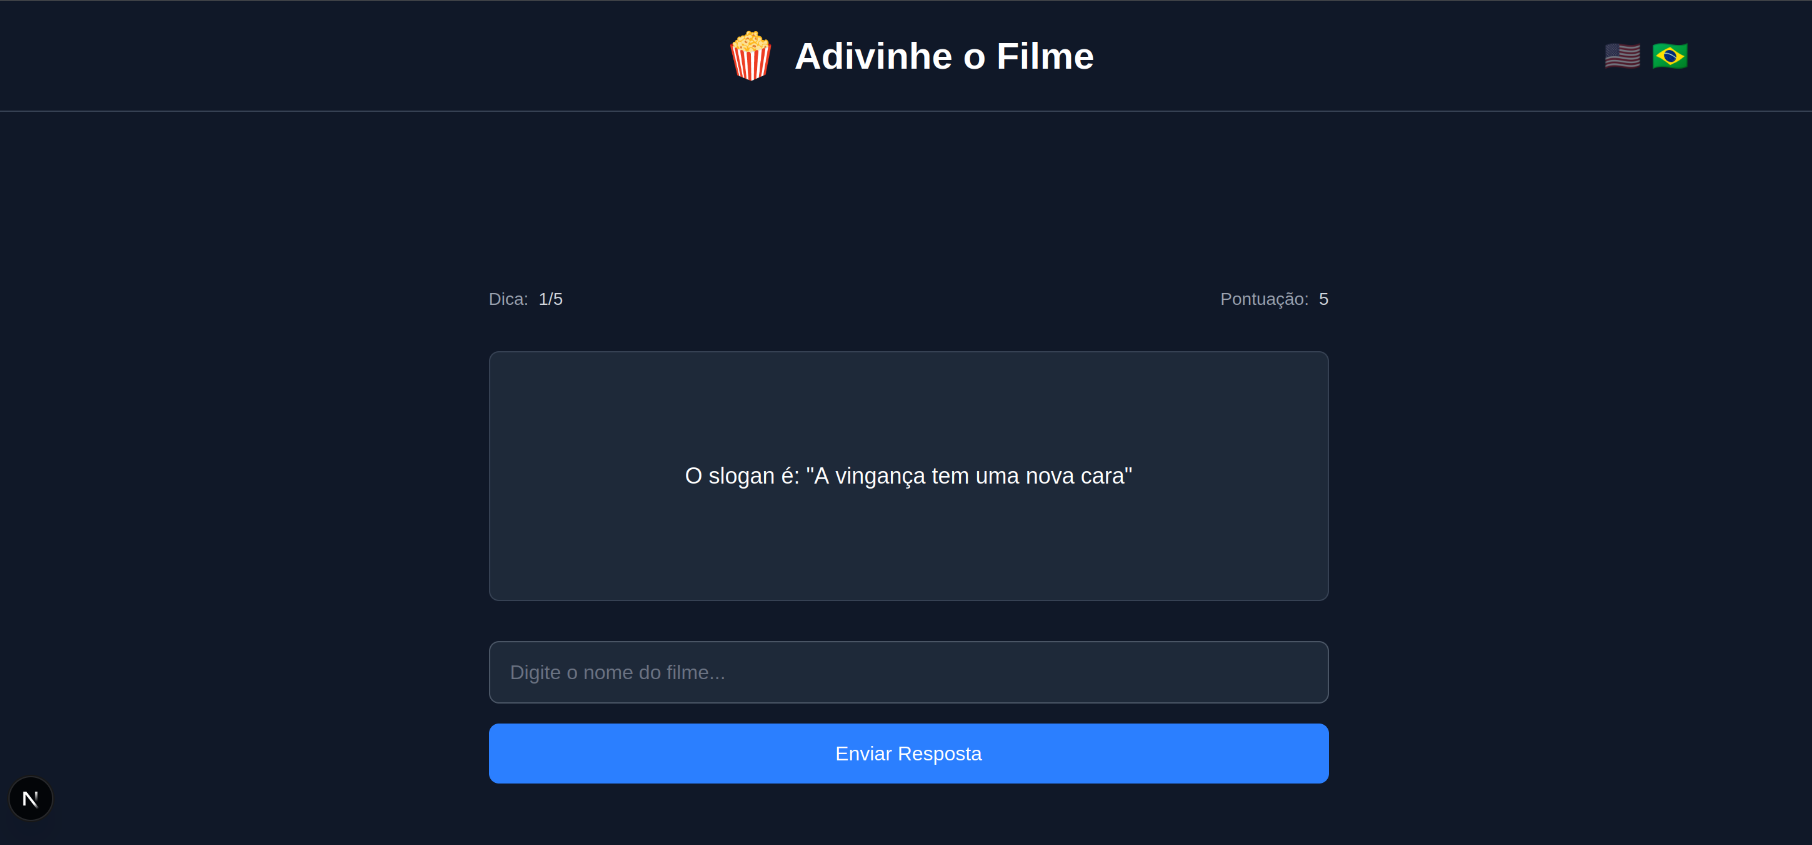 Adivinhe o Filme
Dica: 1/5
Pontuação: 5
O slogan é: "A vingança tem uma nova cara"
Digite o nome do filme...
Enviar Resposta
N